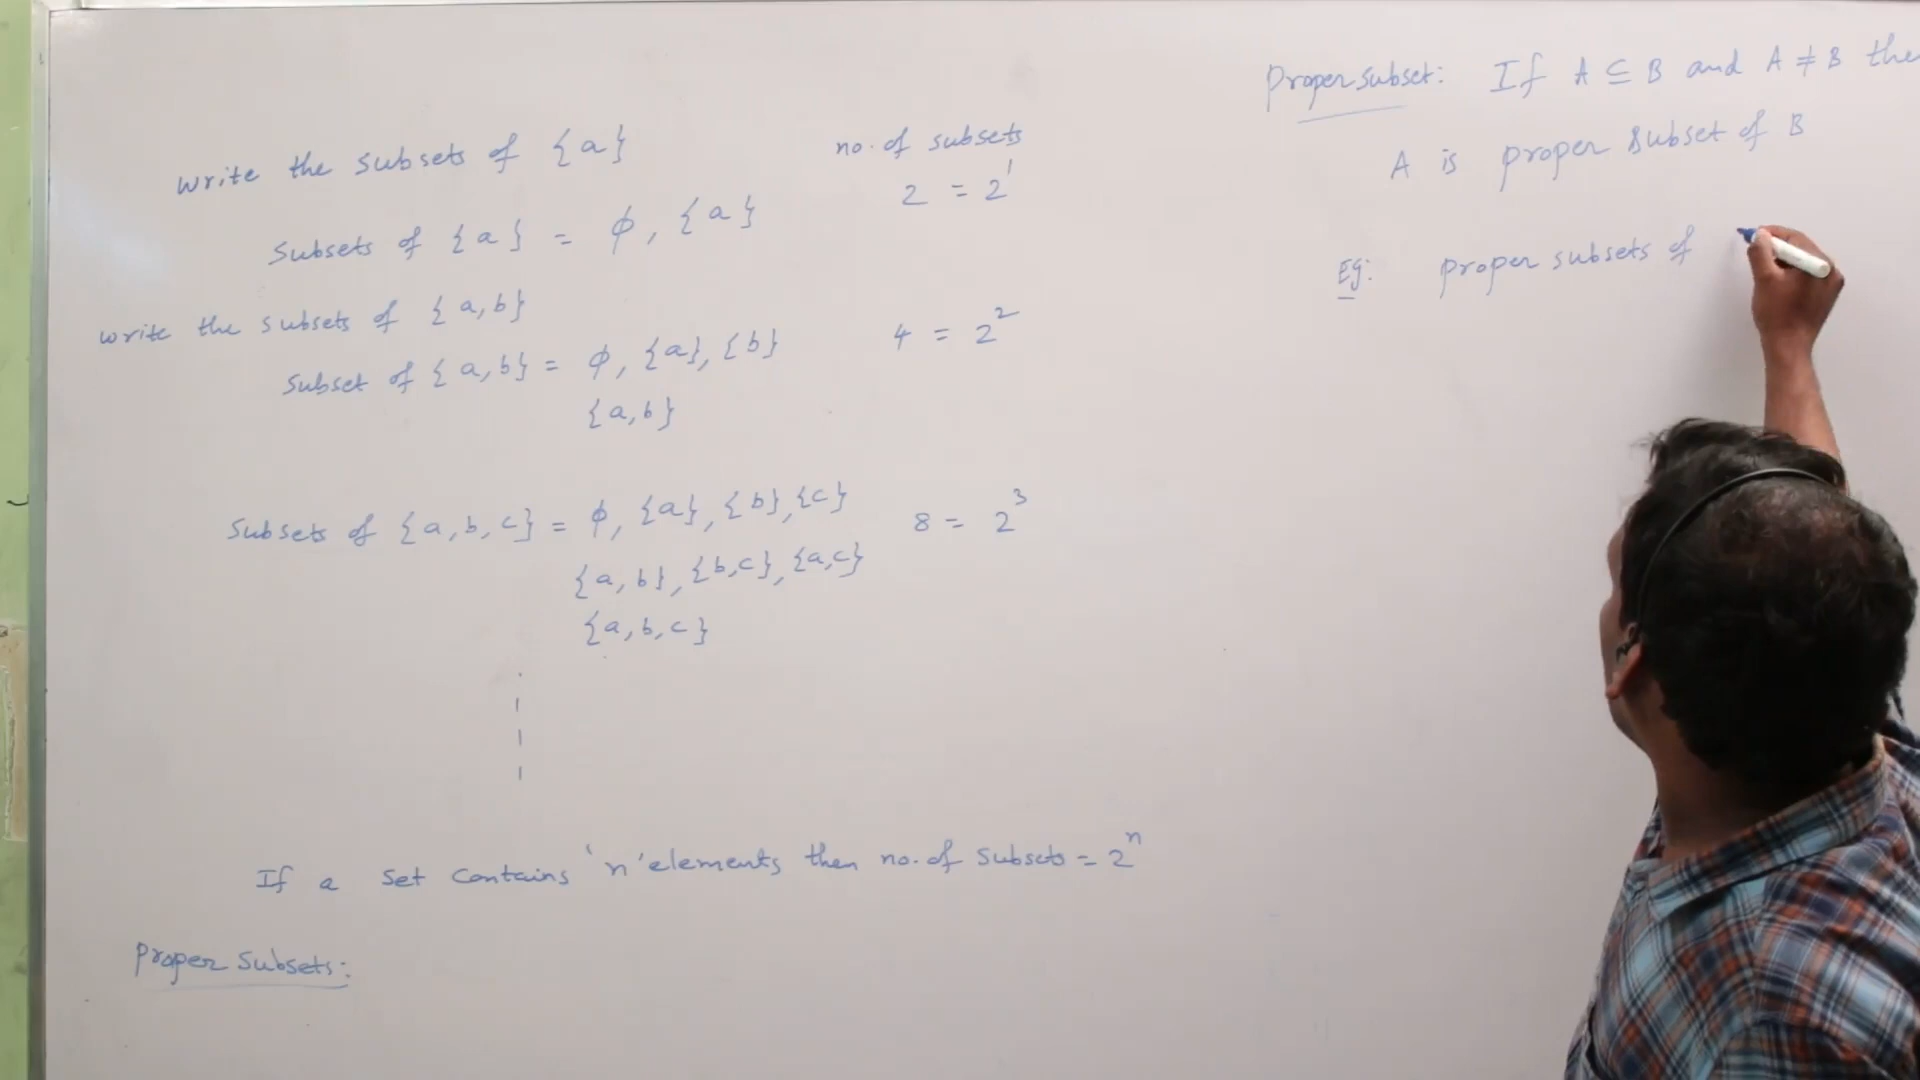 write the subsets of {a}
no. of subsets
Subsets of {a} = ϕ, {a}
2 = 2¹
write the subsets of {a,b}
Subset of {a,b} = ϕ, {a}, {b}
4 = 2²
{a,b}
Subsets of {a,b,c} = ϕ, {a}, {b}, {c}
8 = 2³
{a,b}, {b,c}, {a,c}
{a,b,c}
If a set contains 'n' elements then no. of subsets = 2ⁿ
Proper Subsets:
Proper subset: If A ⊆ B and A ≠ B the
A is proper subset of B
Eg: proper subsets of